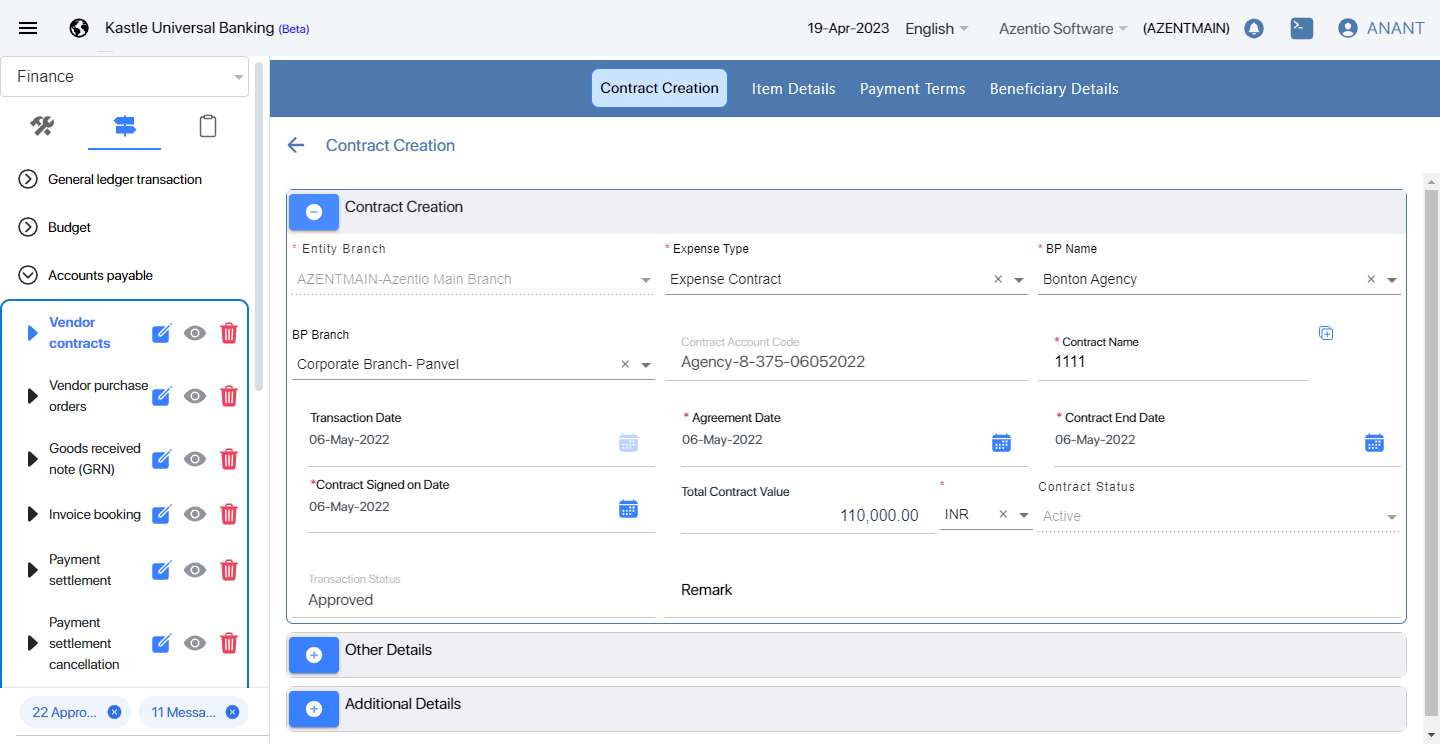 Kastle Universal Banking (Beta)
19-Apr-2023
English
Azentio Software
(AZENTMAIN)
ANANT
Finance
General ledger transaction
Budget
Accounts payable
Vendor
contracts
Vendor purchase
orders
Goods received
note (GRN)
Invoice booking
Payment
settlement
Payment
settlement
cancellation
22 Appro...
11 Messa...
Contract Creation
Item Details
Payment Terms
Beneficiary Details
Contract Creation
Contract Creation
* Entity Branch
AZENTMAIN-Azentio Main Branch
* Expense Type
Expense Contract
* BP Name
Bonton Agency
BP Branch
Corporate Branch- Panvel
Contract Account Code
Agency-8-375-06052022
* Contract Name
1111
Transaction Date
06-May-2022
* Agreement Date
06-May-2022
* Contract End Date
06-May-2022
*Contract Signed on Date
06-May-2022
Total Contract Value
110,000.00
*
INR
Contract Status
Active
Transaction Status
Approved
Remark
Other Details
Additional Details